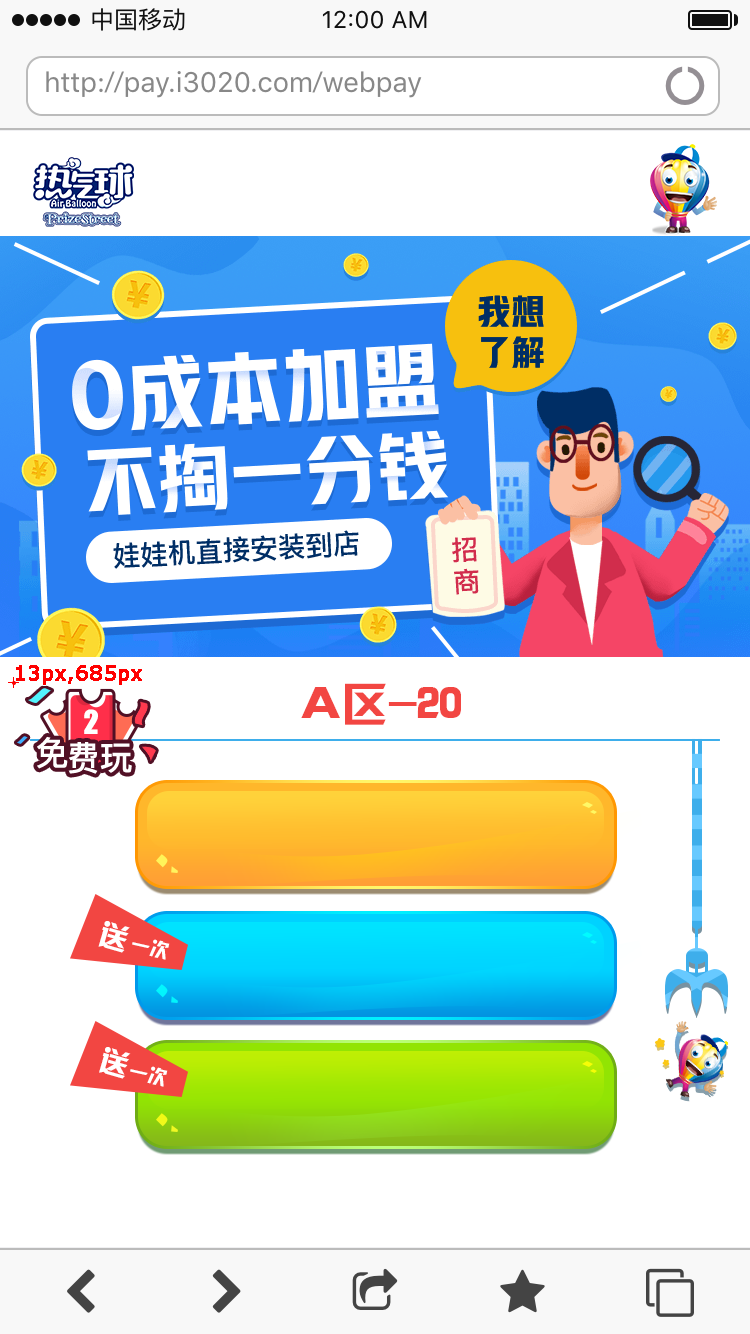 中国移动 12:00 AM
http://pay.i3020.com/webpay
热气球
Air Balloon
PrizeStreet
我想
了解
0成本加盟
不掏一分钱
娃娃机直接安装到店
招
商
13px,685px
A区-20
2
免费玩
送一次
送一次